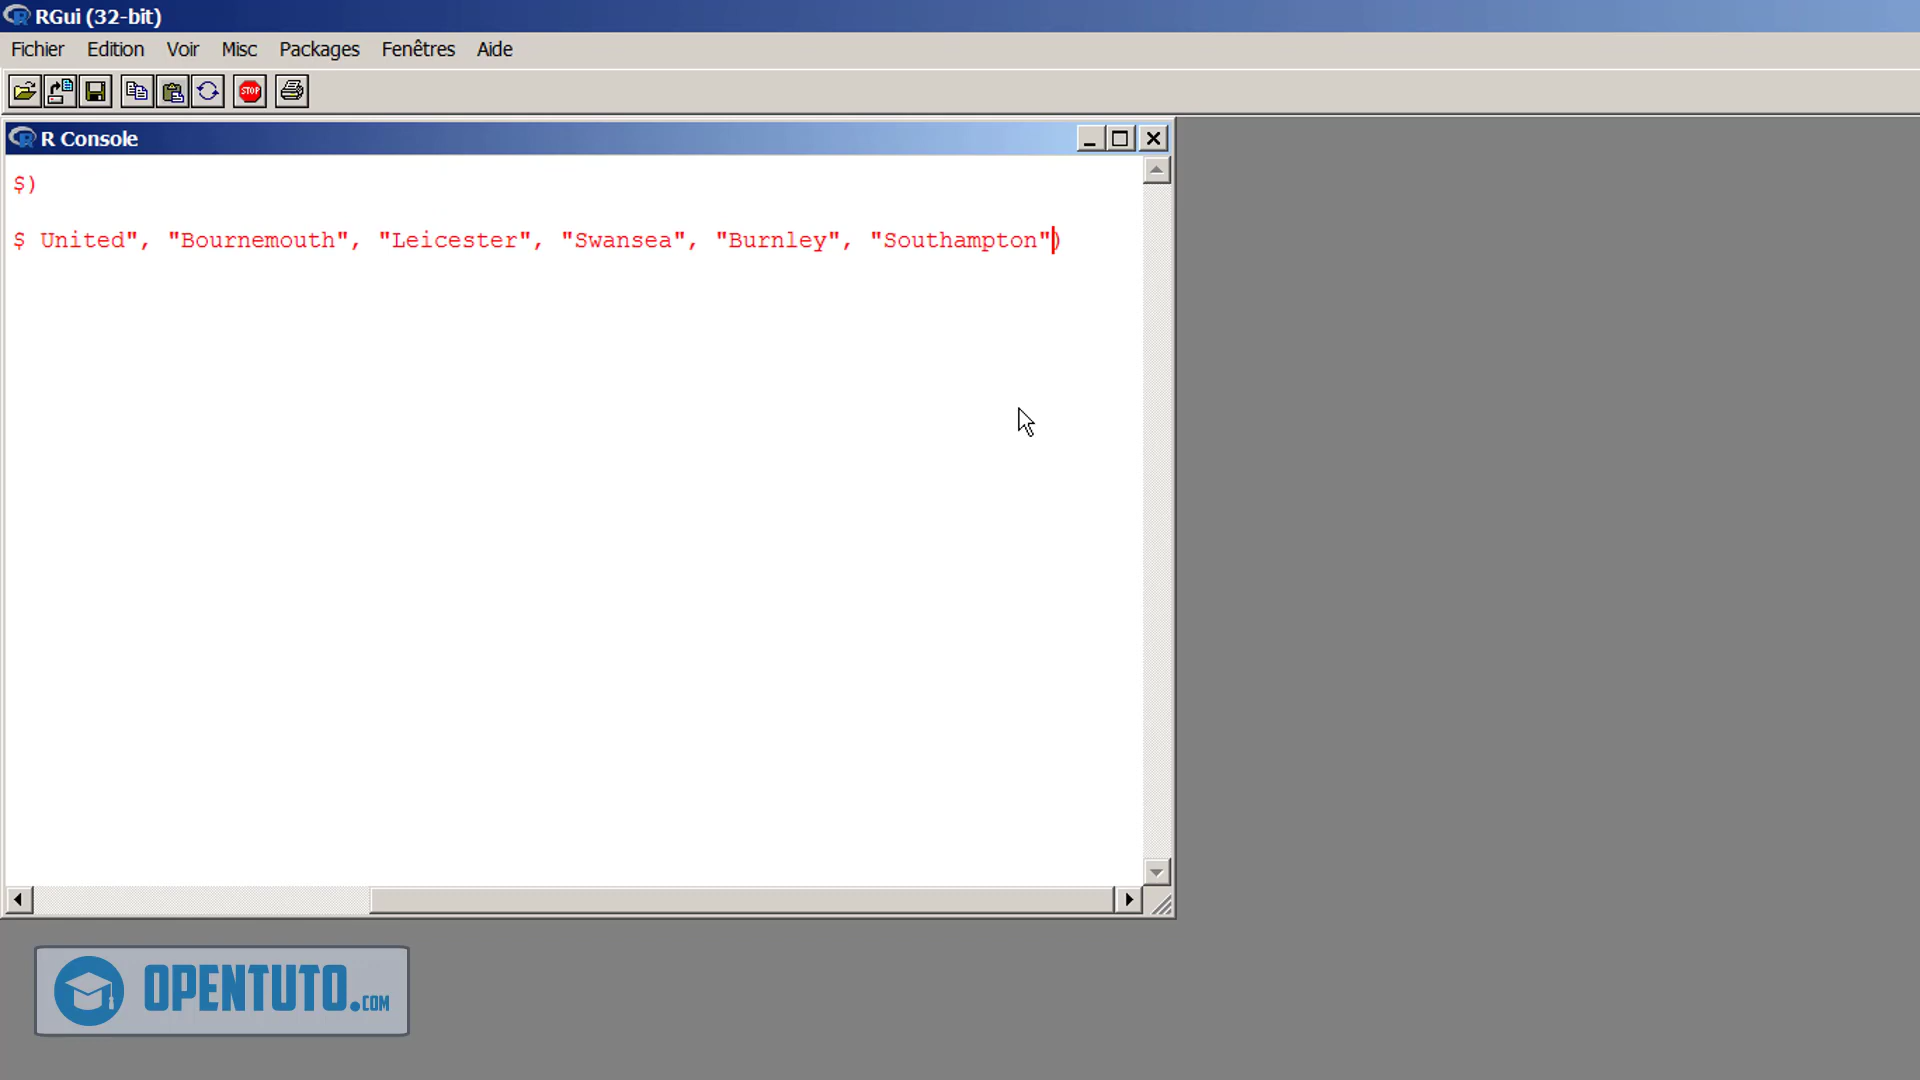 RGui (32-bit)
Fichier Edition Voir Misc Packages Fenêtres Aide
STOP
R Console
$)
$ United", "Bournemouth", "Leicester", "Swansea", "Burnley", "Southampton")
OPENTUTO.COM